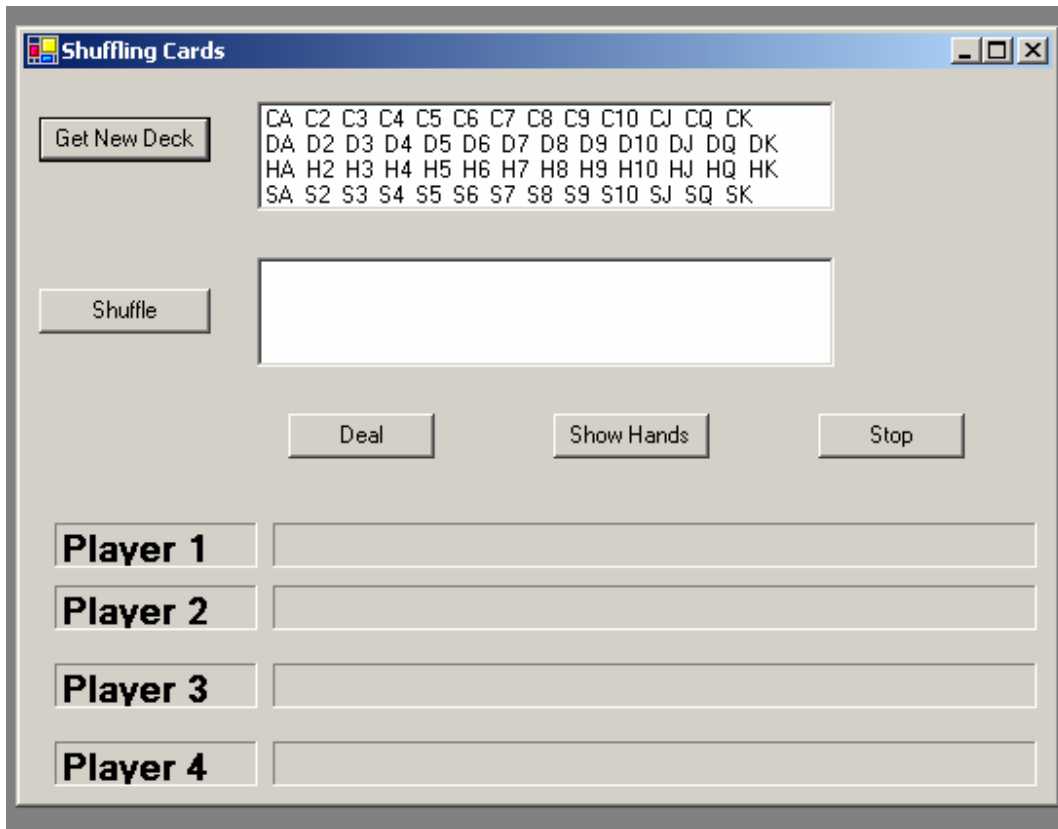 Shuffling Cards
Get New Deck
CA C2 C3 C4 C5 C6 C7 C8 C9 C10 CJ CQ CK
DA D2 D3 D4 D5 D6 D7 D8 D9 D10 DJ DQ DK
HA H2 H3 H4 H5 H6 H7 H8 H9 H10 HJ HQ HK
SA S2 S3 S4 S5 S6 S7 S8 S9 S10 SJ SQ SK
Shuffle
Deal Show Hands Stop
Player 1
Player 2
Player 3
Player 4